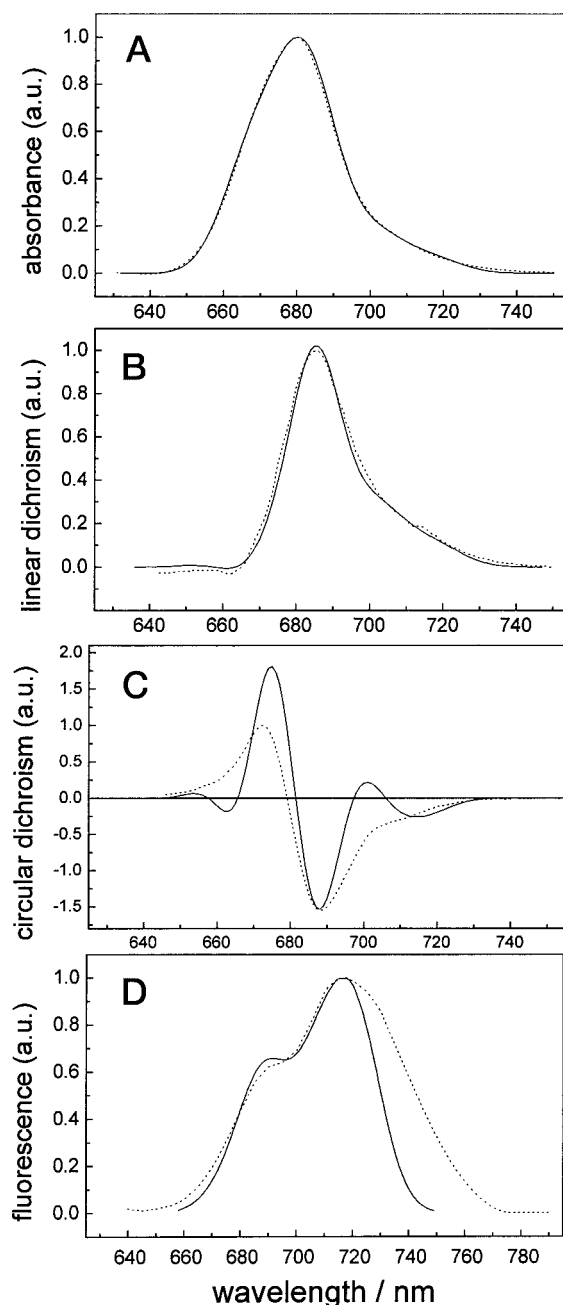 A
absorbance (a.u.)
1.0
0.8
0.6
0.4
0.2
0.0
640 660 680 700 720 740
B
linear dichroism (a.u.)
1.0
0.8
0.6
0.4
0.2
0.0
640 660 680 700 720 740
C
circular dichroism (a.u.)
2.0
1.5
1.0
0.5
0.0
-0.5
-1.0
-1.5
640 660 680 700 720 740
D
fluorescence (a.u.)
1.0
0.8
0.6
0.4
0.2
0.0
640 660 680 700 720 740 760 780
wavelength / nm